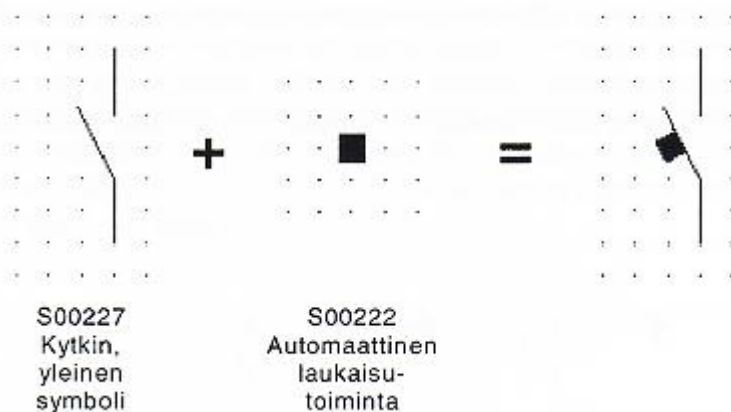 +
=
S00227
Kytkin,
yleinen
symboli
S00222
Automaattinen
laukaisu-
toiminta